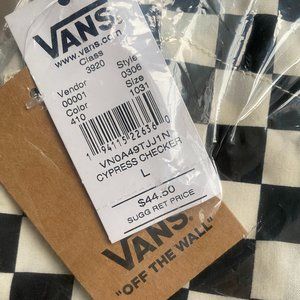 VANS
www.vans.com
Class Style
3920 0306
Vendor Size
00001 1031
Color
410
VN0A49TJJ1N
CYPRESS CHECKER
L
$44.50
SUGG RET PRICE
VANS
"OFF THE WALL"